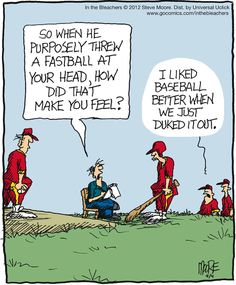 In the Bleachers © 2012 Steve Moore. Dist. by Universal Uclick
www.gocomics.com/inthebleachers
SO WHEN HE
PURPOSELY THREW
A FASTBALL AT
YOUR HEAD, HOW
DID THAT
MAKE YOU FEEL?
I LIKED
BASEBALL
BETTER WHEN
WE JUST
DUKED IT OUT.
MOORE